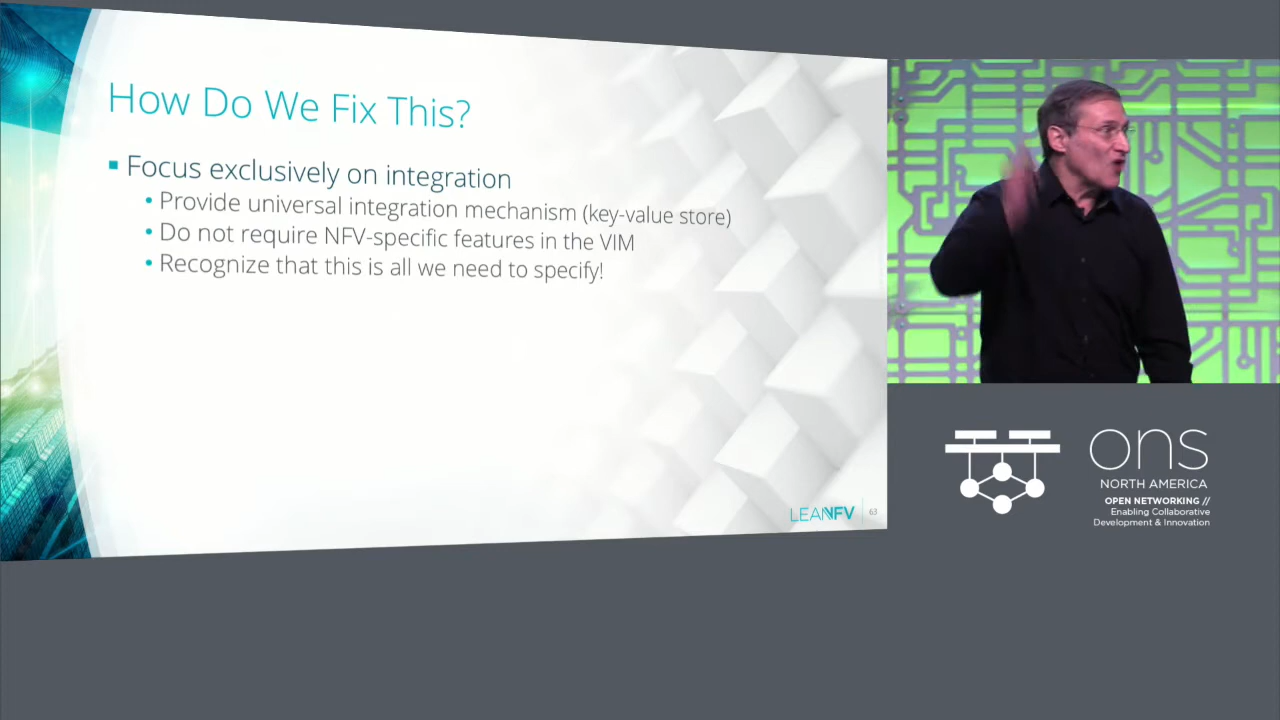 How Do We Fix This?
▪ Focus exclusively on integration
• Provide universal integration mechanism (key-value store)
• Do not require NFV-specific features in the VIM
• Recognize that this is all we need to specify!
LEANFV
63
ons
NORTH AMERICA
OPEN NETWORKING //
Enabling Collaborative
Development & Innovation